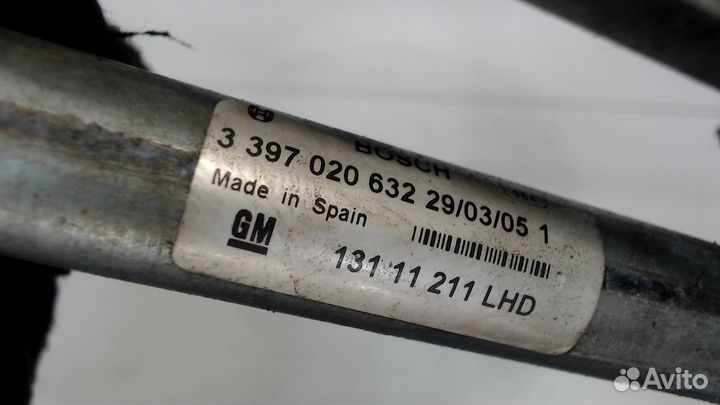 BOSCH
3 397 020 632 29/03/05 1
Made in Spain
GM
131 11 211 LHD
Avito